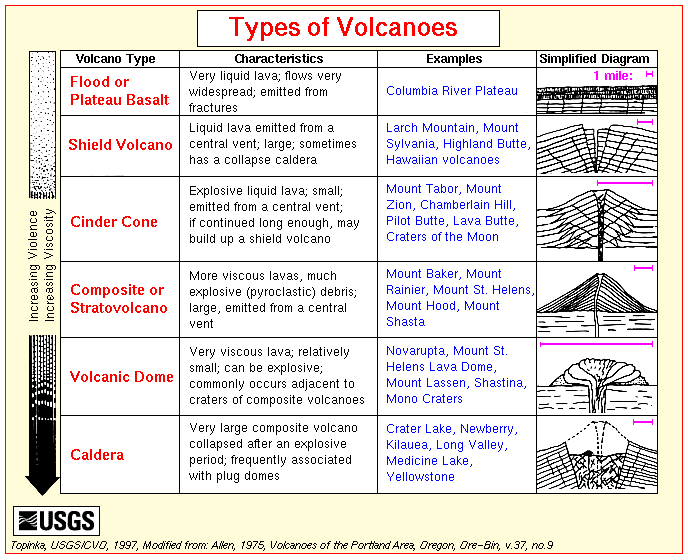 Types of Volcanoes
Volcano Type
Characteristics
Examples
Simplified Diagram
Flood or
Plateau Basalt
Very liquid lava; flows very
widespread; emitted from
fractures
Columbia River Plateau
1 mile:
Shield Volcano
Liquid lava emitted from a
central vent; large; sometimes
has a collapse caldera
Larch Mountain, Mount
Sylvania, Highland Butte,
Hawaiian volcanoes
Cinder Cone
Explosive liquid lava; small;
emitted from a central vent;
if continued long enough, may
build up a shield volcano
Mount Tabor, Mount
Zion, Chamberlain Hill,
Pilot Butte, Lava Butte,
Craters of the Moon
Composite or
Stratovolcano
More viscous lavas, much
explosive (pyroclastic) debris;
large, emitted from a central
vent
Mount Baker, Mount
Rainier, Mount St. Helens,
Mount Hood, Mount
Shasta
Volcanic Dome
Very viscous lava; relatively
small; can be explosive;
commonly occurs adjacent to
craters of composite volcanoes
Novarupta, Mount St.
Helens Lava Dome,
Mount Lassen, Shastina,
Mono Craters
Caldera
Very large composite volcano
collapsed after an explosive
period; frequently associated
with plug domes
Crater Lake, Newberry,
Kilauea, Long Valley,
Medicine Lake,
Yellowstone
Increasing Violence
Increasing Viscosity
USGS
Topinka, USGS/CVO, 1997, Modified from: Allen, 1975, Volcanoes of the Portland Area, Oregon, Ore-Bin, v.37, no.9